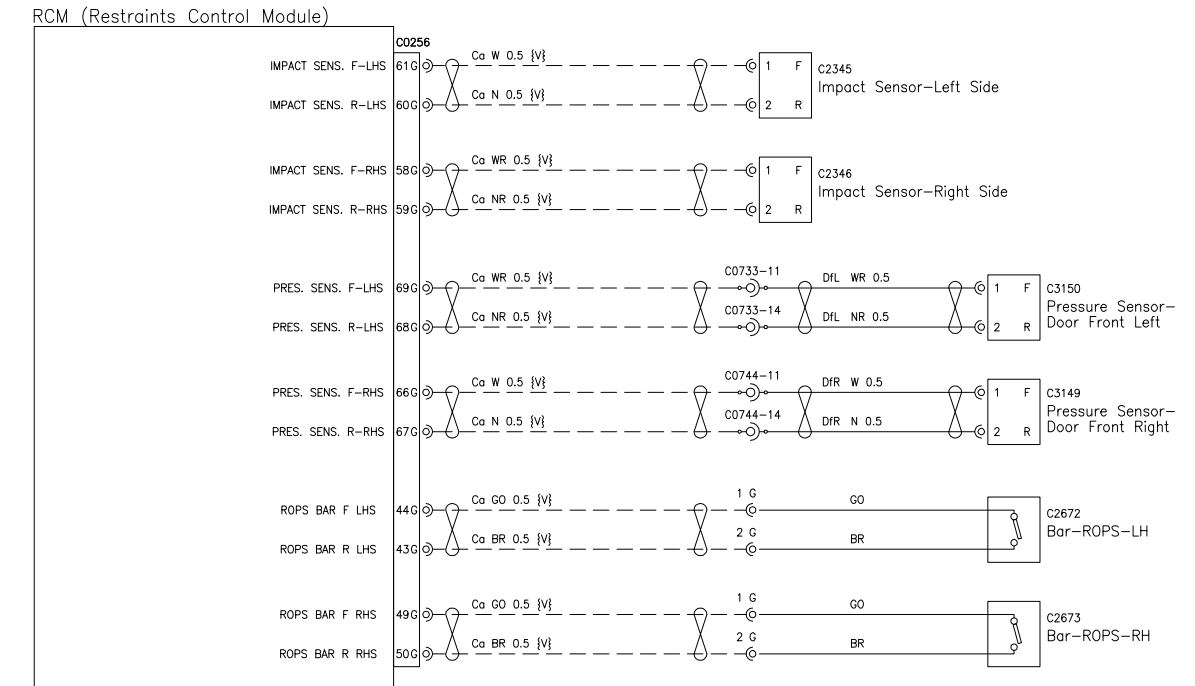 RCM (Restraints Control Module)
C0256
IMPACT SENS. F-LHS 61G Ca W 0.5 {V} 1 F C2345
IMPACT SENS. R-LHS 60G Ca N 0.5 {V} 2 R Impact Sensor-Left Side
IMPACT SENS. F-RHS 58G Ca WR 0.5 {V} 1 F C2346
IMPACT SENS. R-RHS 59G Ca NR 0.5 {V} 2 R Impact Sensor-Right Side
PRES. SENS. F-LHS 69G Ca WR 0.5 {V} C0733-11 DfL WR 0.5 1 F C3150
Pressure Sensor-
PRES. SENS. R-LHS 68G Ca NR 0.5 {V} C0733-14 DfL NR 0.5 2 R Door Front Left
PRES. SENS. F-RHS 66G Ca W 0.5 {V} C0744-11 DfR W 0.5 1 F C3149
Pressure Sensor-
PRES. SENS. R-RHS 67G Ca N 0.5 {V} C0744-14 DfR N 0.5 2 R Door Front Right
ROPS BAR F LHS 44G Ca GO 0.5 {V} 1 G GO C2672
ROPS BAR R LHS 43G Ca BR 0.5 {V} 2 G BR Bar-ROPS-LH
ROPS BAR F RHS 49G Ca GO 0.5 {V} 1 G GO C2673
ROPS BAR R RHS 50G Ca BR 0.5 {V} 2 G BR Bar-ROPS-RH